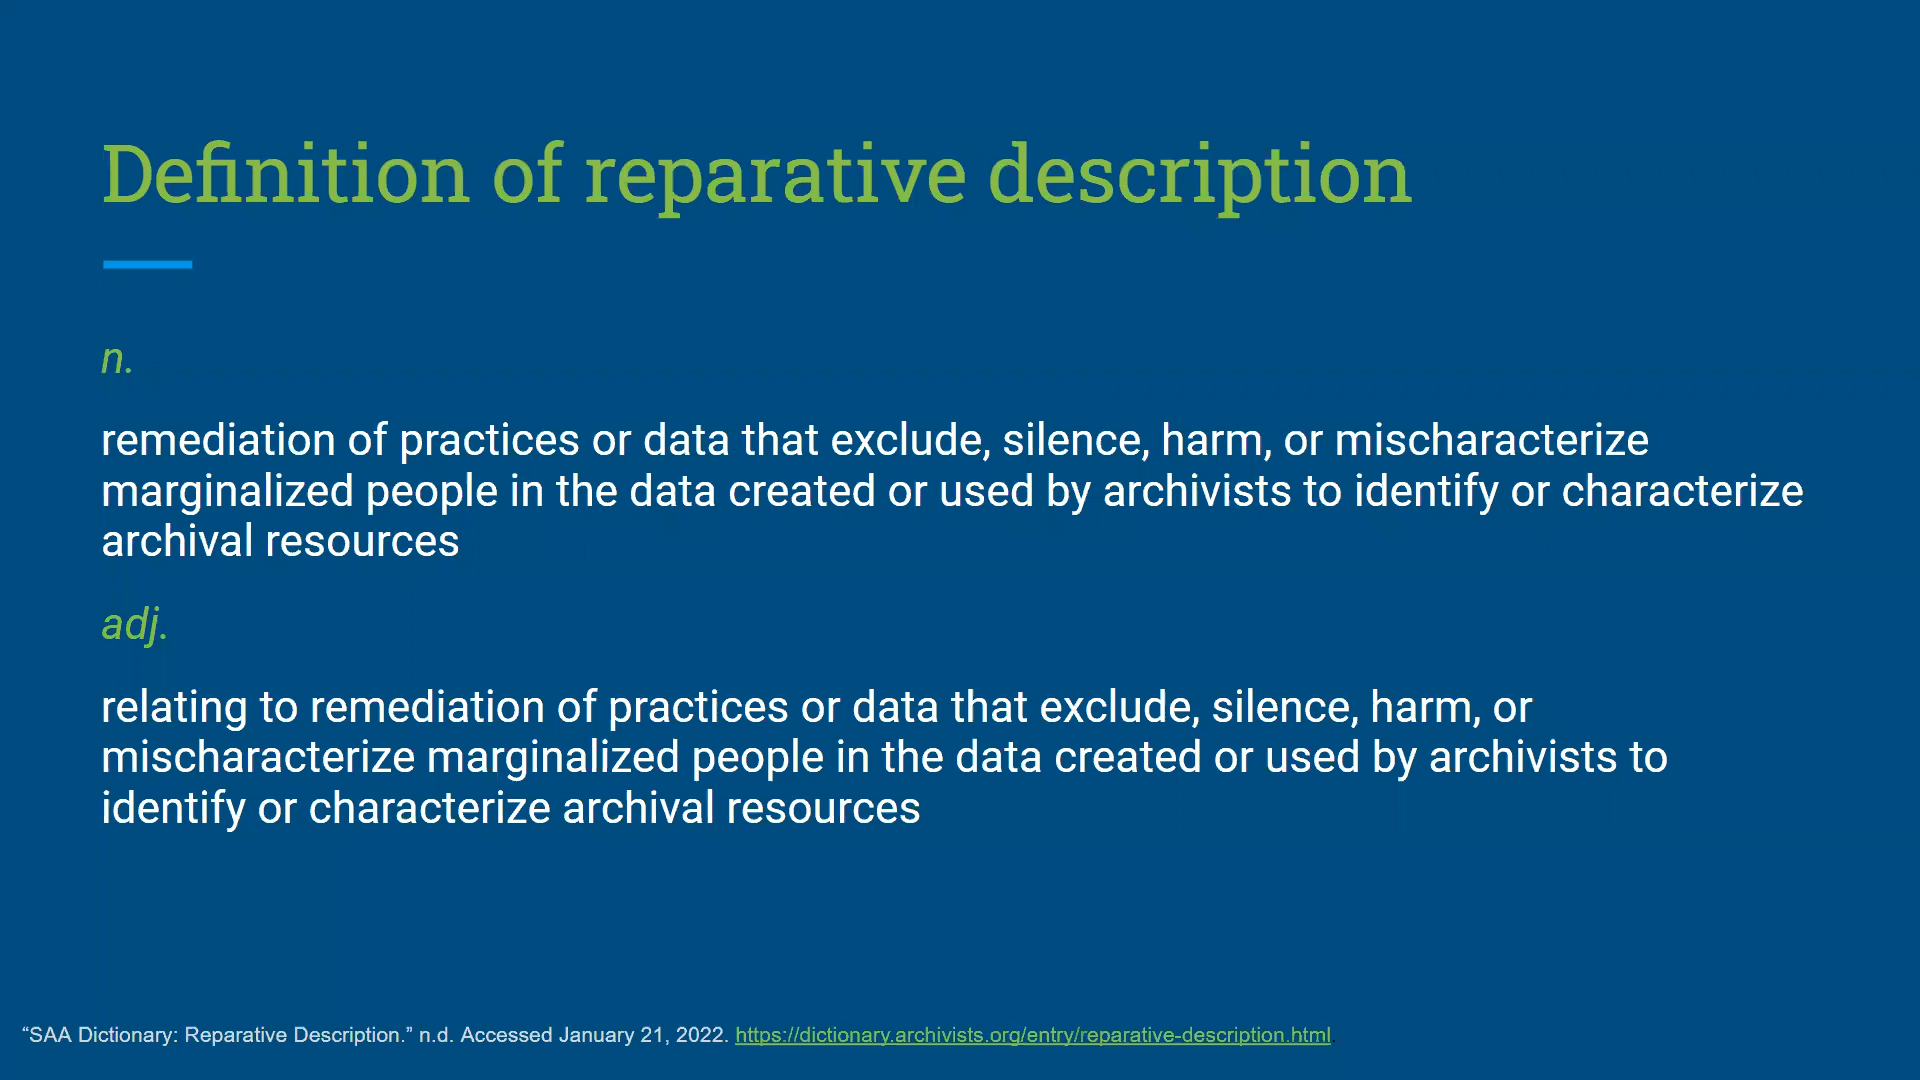 Definition of reparative description
n.
remediation of practices or data that exclude, silence, harm, or mischaracterize
marginalized people in the data created or used by archivists to identify or characterize
archival resources
adj.
relating to remediation of practices or data that exclude, silence, harm, or
mischaracterize marginalized people in the data created or used by archivists to
identify or characterize archival resources
“SAA Dictionary: Reparative Description.” n.d. Accessed January 21, 2022. https://dictionary.archivists.org/entry/reparative-description.html.